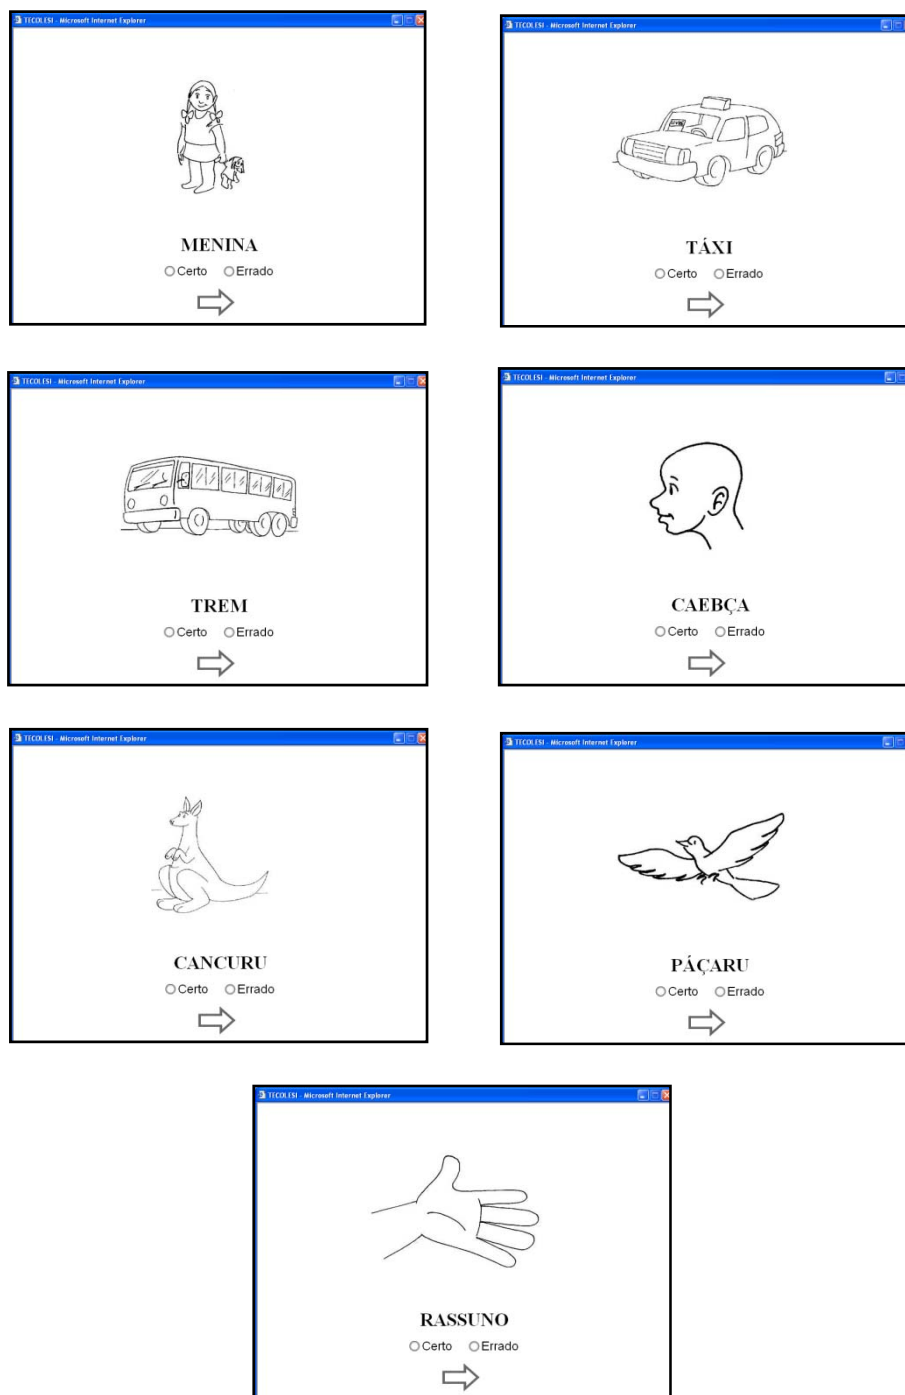 TECOLESI - Microsoft Internet Explorer
MENINA
Certo Errado
TECOLESI - Microsoft Internet Explorer
TÁXI
Certo Errado
TECOLESI - Microsoft Internet Explorer
TREM
Certo Errado
TECOLESI - Microsoft Internet Explorer
CAEBÇA
Certo Errado
TECOLESI - Microsoft Internet Explorer
CANCURU
Certo Errado
TECOLESI - Microsoft Internet Explorer
PÁÇARU
Certo Errado
TECOLESI - Microsoft Internet Explorer
RASSUNO
Certo Errado